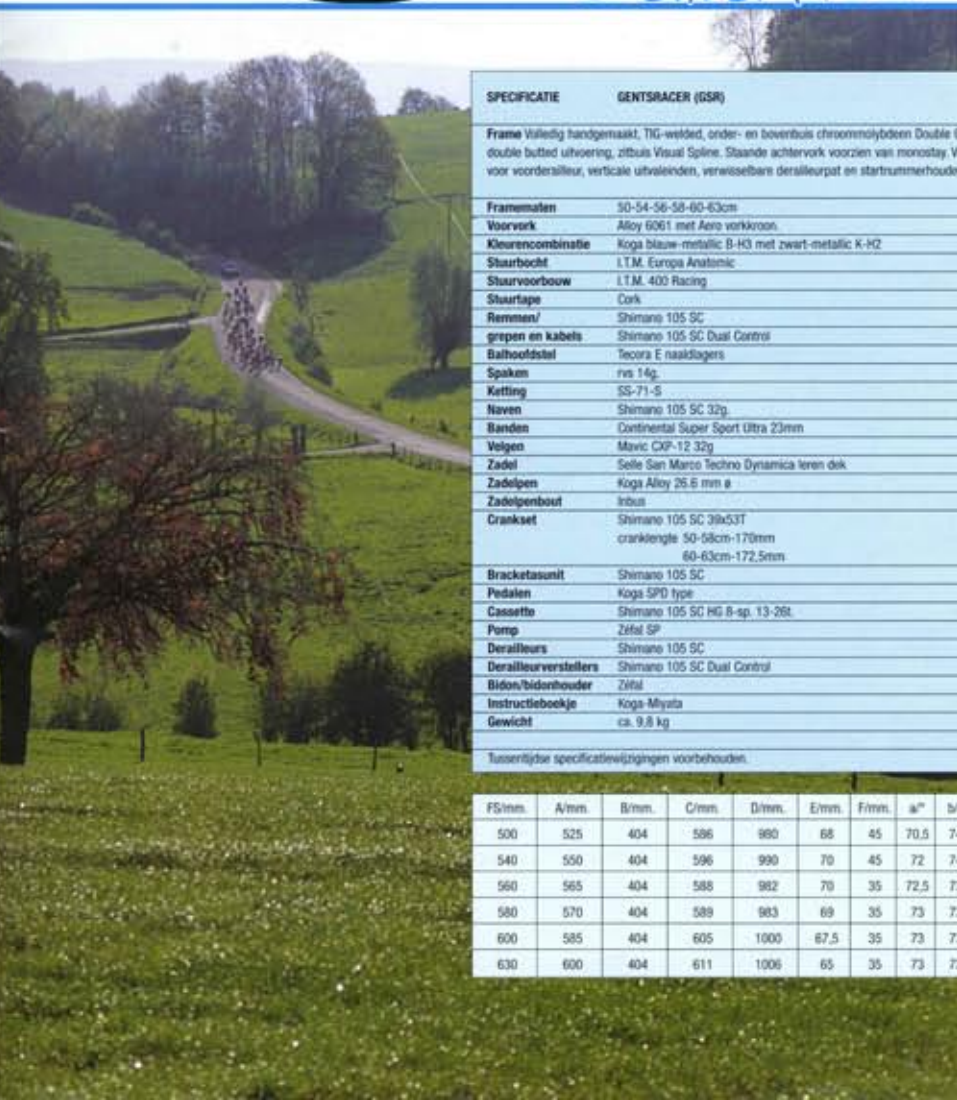 SPECIFICATIE GENTSRACER (GSR)
Frame Volledig handgemaakt, TIG-welded, onder- en bovenbuis chroommolybdeen Double
double butted uitvoering, zitbuis Visual Spline. Staande achtervork voorzien van monostay.
voor voorderailleur, verticale uitvaleinden, verwisselbare derailleurpat en startnummerhoude
Framematen 50-54-56-58-60-63cm
Voorvork Alloy 6061 met Aero vorkkroon.
Kleurencombinatie Koga blauw-metallic B-H3 met zwart-metallic K-H2
Stuurbocht I.T.M. Europa Anatomic
Stuurvoorbouw I.T.M. 400 Racing
Stuurtape Cork
Remmen/ Shimano 105 SC
grepen en kabels Shimano 105 SC Dual Control
Balhoofdstel Tecora E naaldlagers
Spaken rvs 14g.
Ketting SS-71-S
Naven Shimano 105 SC 32g.
Banden Continental Super Sport Ultra 23mm
Velgen Mavic CXP-12 32g
Zadel Selle San Marco Techno Dynamica leren dek
Zadelpen Koga Alloy 26.6 mm ø
Zadelpenbout Inbus
Crankset Shimano 105 SC 39x53T
cranklengte 50-58cm-170mm
60-63cm-172,5mm
Bracketasunit Shimano 105 SC
Pedalen Koga SPD type
Cassette Shimano 105 SC HG 8-sp. 13-26t.
Pomp Zéfal SP
Derailleurs Shimano 105 SC
Derailleurverstellers Shimano 105 SC Dual Control
Bidon/bidonhouder Zéfal
Instructieboekje Koga-Miyata
Gewicht ca. 9,8 kg
Tussentijdse specificatiewijzigingen voorbehouden.
FS/mm. A/mm. B/mm. C/mm. D/mm. E/mm. F/mm. a/° b/
500 525 404 586 980 68 45 70,5
540 550 404 596 990 70 45 72
560 565 404 588 982 70 35 72,5
580 570 404 589 983 69 35 73
600 585 404 605 1000 67,5 35 73
630 600 404 611 1006 65 35 73